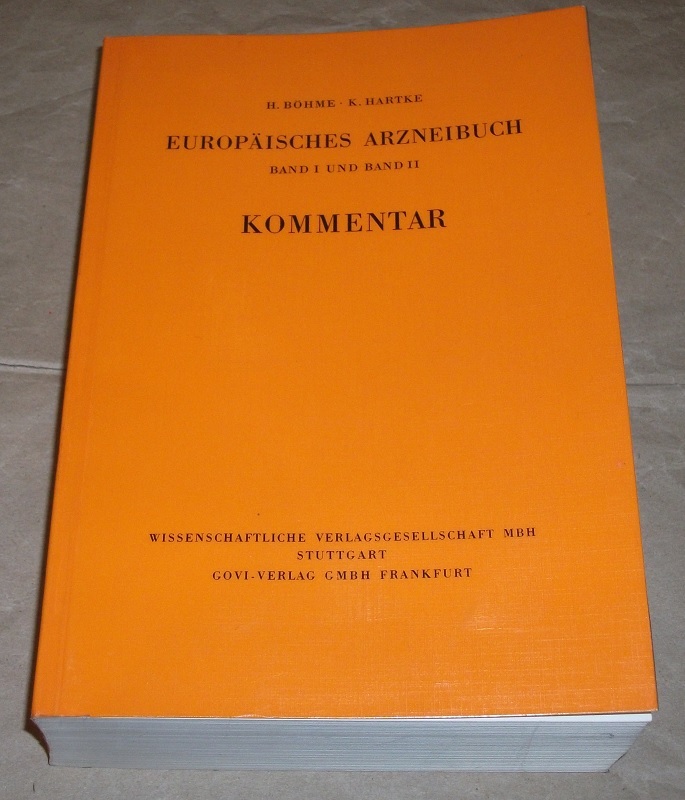 H. BÖHME · K. HARTKE
EUROPÄISCHES ARZNEIBUCH
BAND I UND BAND II
KOMMENTAR
WISSENSCHAFTLICHE VERLAGSGESELLSCHAFT MBH
STUTTGART
GOVI-VERLAG GMBH FRANKFURT